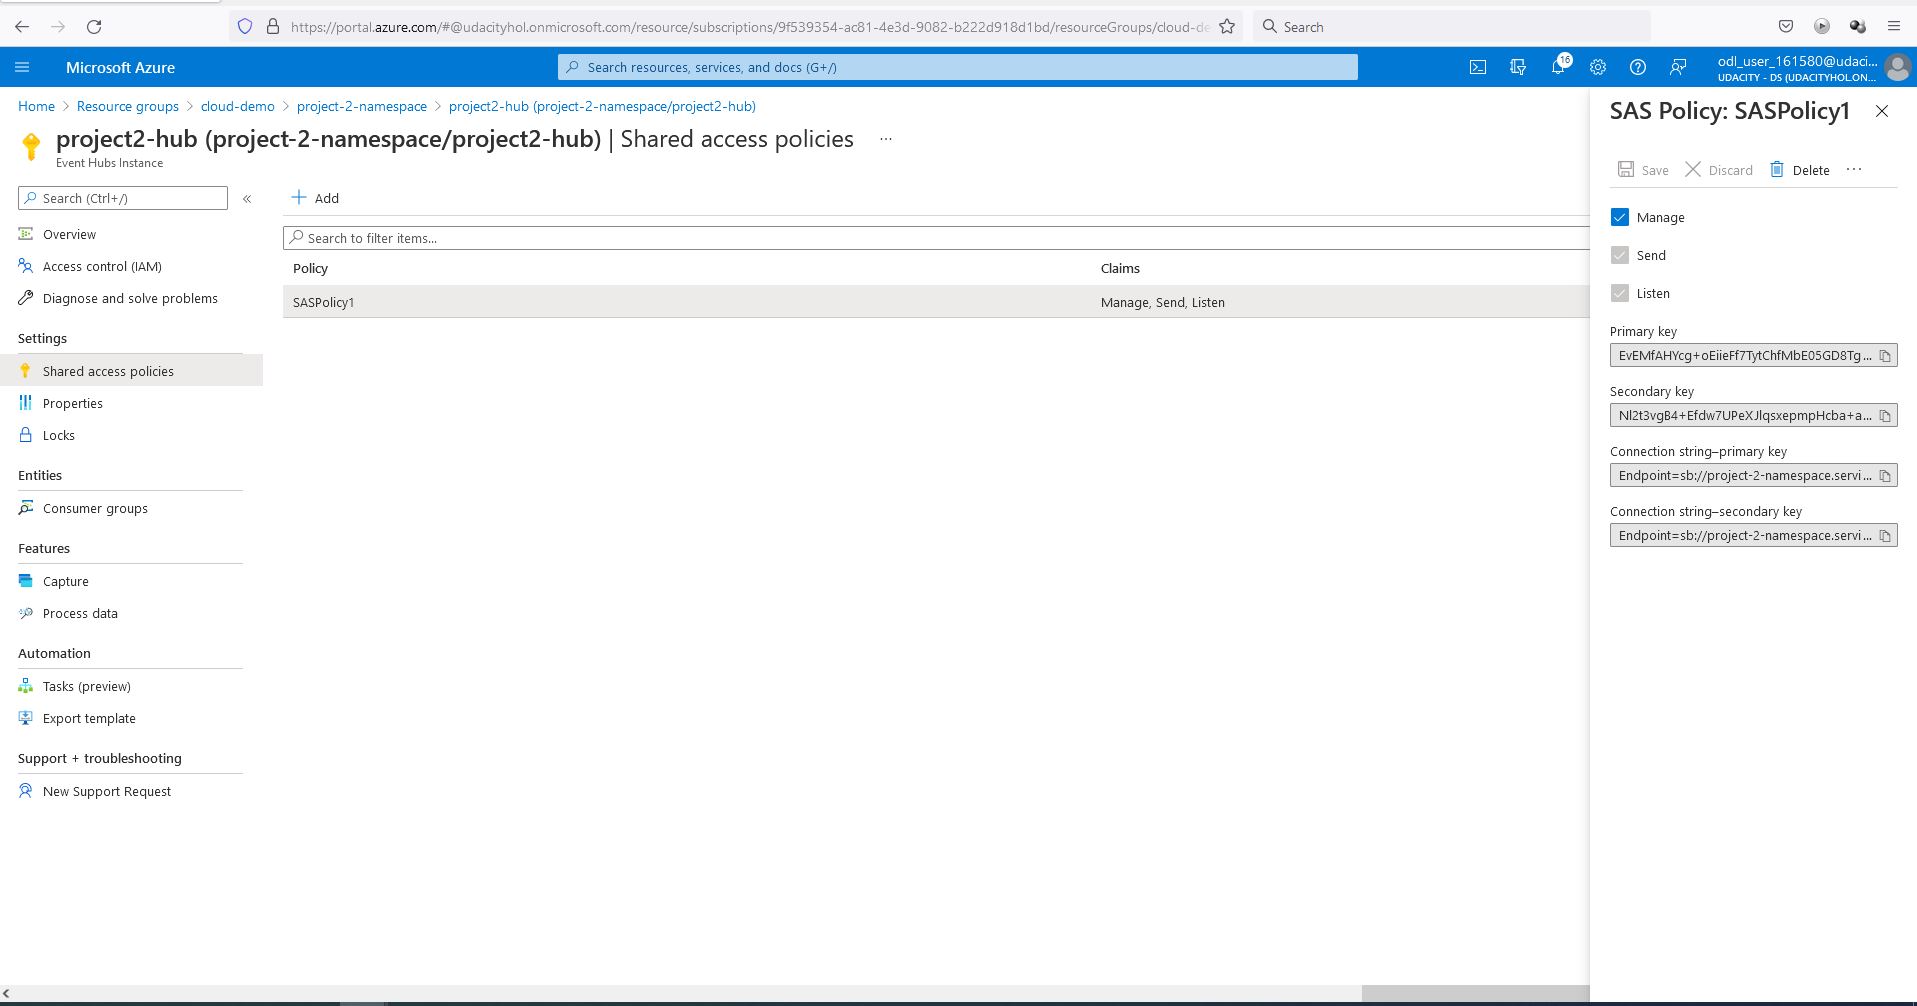 https://portal.azure.com/#@udacityhol.onmicrosoft.com/resource/subscriptions/9f539354-ac81-4e3d-9082-b222d918d1bd/resourceGroups/cloud-de
Search
Microsoft Azure
Search resources, services, and docs (G+/)
16
odl_user_161580@udaci...
UDACITY - DS (UDACITYHOL.ON...
Home > Resource groups > cloud-demo > project-2-namespace > project2-hub (project-2-namespace/project2-hub)
project2-hub (project-2-namespace/project2-hub) | Shared access policies ...
Event Hubs Instance
Search (Ctrl+/)
«
Overview
Access control (IAM)
Diagnose and solve problems
Settings
Shared access policies
Properties
Locks
Entities
Consumer groups
Features
Capture
Process data
Automation
Tasks (preview)
Export template
Support + troubleshooting
New Support Request
Add
Search to filter items...
Policy Claims
SASPolicy1 Manage, Send, Listen
SAS Policy: SASPolicy1
Save Discard Delete ...
Manage
Send
Listen
Primary key
EvEMfAHYcg+oEiieFf7TytChfMbE05GD8Tg...
Secondary key
Nl2t3vgB4+Efdw7UPeXJlqsxepmpHcba+a...
Connection string–primary key
Endpoint=sb://project-2-namespace.servi...
Connection string–secondary key
Endpoint=sb://project-2-namespace.servi...